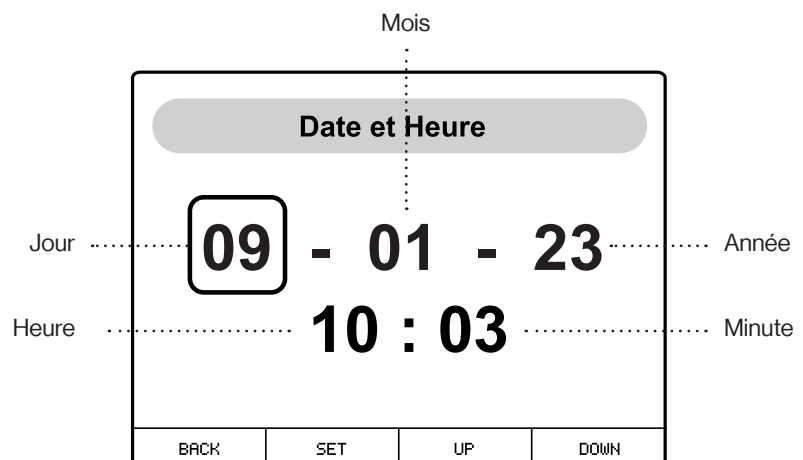 Mois
Date et Heure
Jour 09 - 01 - 23 Année
Heure 10 : 03 Minute
BACK SET UP DOWN